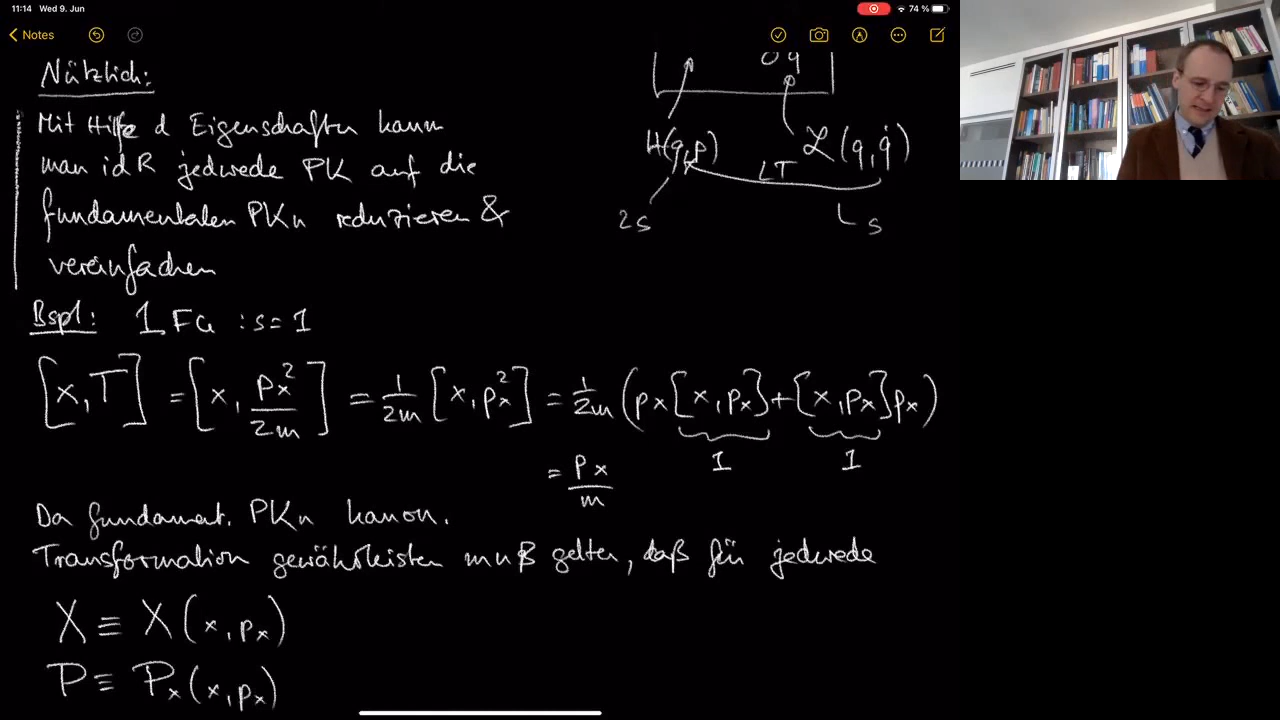 11:14 Wed 9. Jun
74 %
Notes
Nützlich:
Mit Hilfe d Eigenschaften kann
man idR jedwede PK auf die
fundamentalen PKn reduzieren &
vereinfachen
∂q
H(q,p) LT ℒ(q,q̇)
2s
s
Bspl: 1 FG : s=1
[x,T] = [x, px²/2m] = 1/2m [x,px²] = 1/2m (px[x,px]+[x,px]px)
1 1
= px/m
Da fundament. PKn kanon.
Transformation gewährleisten muß gelten, daß für jedwede
X ≡ X(x,px)
P ≡ Px(x,px)